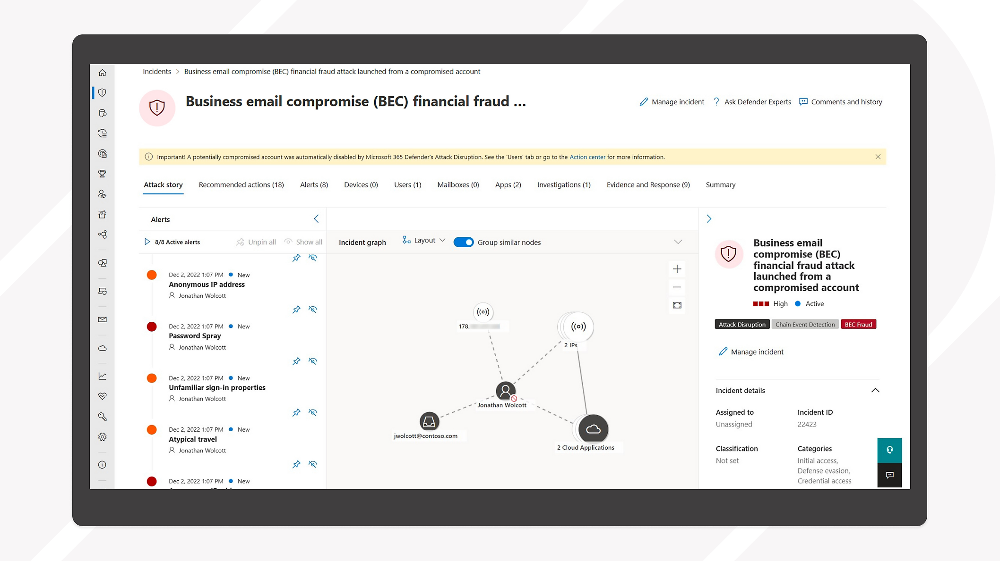 Incidents > Business email compromise (BEC) financial fraud attack launched from a compromised account
Business email compromise (BEC) financial fraud ...
Manage incident
Ask Defender Experts
Comments and history
Important! A potentially compromised account was automatically disabled by Microsoft 365 Defender's Attack Disruption. See the 'Users' tab or go to the Action center for more information.
Attack story
Recommended actions (18)
Alerts (8)
Devices (0)
Users (1)
Mailboxes (0)
Apps (2)
Investigations (1)
Evidence and Response (9)
Summary
Alerts
8/8 Active alerts
Unpin all
Show all
Dec 2, 2022 1:07 PM New
Anonymous IP address
Jonathan Wolcott
Dec 2, 2022 1:07 PM New
Password Spray
Jonathan Wolcott
Dec 2, 2022 1:07 PM New
Unfamiliar sign-in properties
Jonathan Wolcott
Dec 2, 2022 1:07 PM New
Atypical travel
Jonathan Wolcott
Dec 2, 2022 1:07 PM New
Incident graph
Layout
Group similar nodes
178.
2 IPs
Jonathan Wolcott
jwolcott@contoso.com
2 Cloud Applications
Business email
compromise (BEC)
financial fraud attack
launched from a
compromised account
High Active
Attack Disruption
Chain Event Detection
BEC Fraud
Manage incident
Incident details
Assigned to
Unassigned
Incident ID
22423
Classification
Not set
Categories
Initial access,
Defense evasion,
Credential access